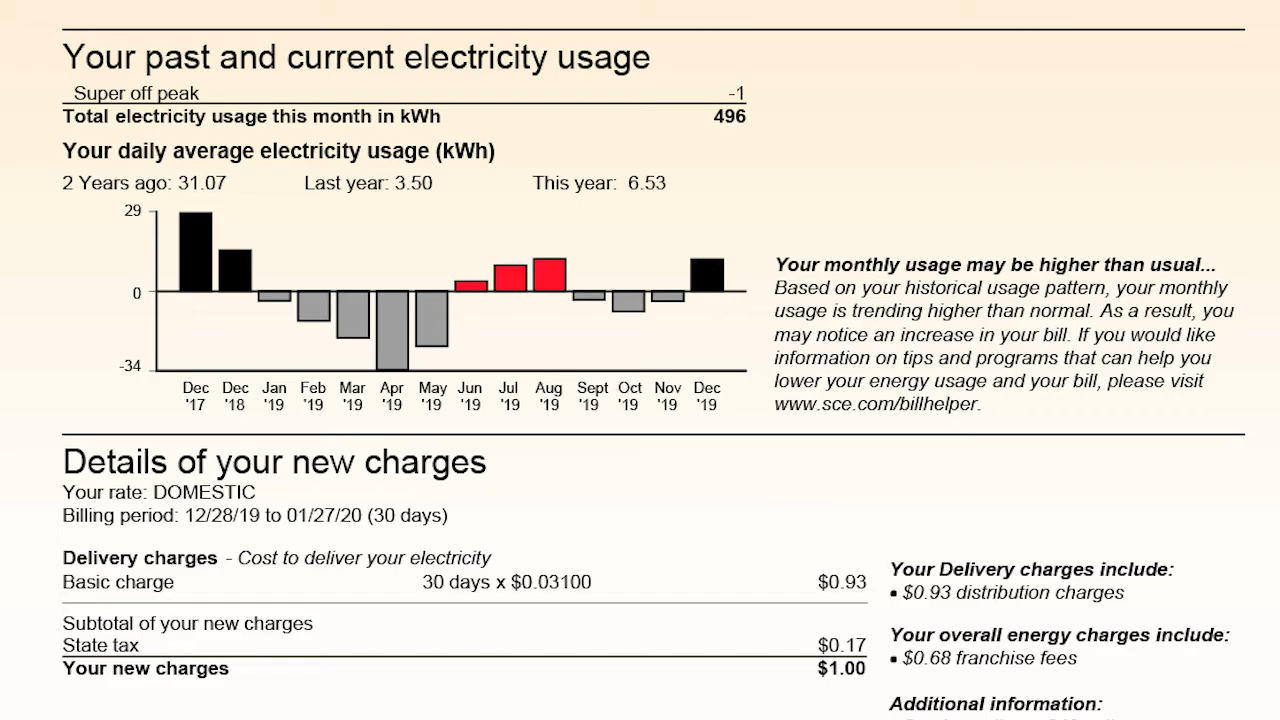 Your past and current electricity usage
Super off peak -1
Total electricity usage this month in kWh 496
Your daily average electricity usage (kWh)
2 Years ago: 31.07 Last year: 3.50 This year: 6.53
29
0
-34
Dec Dec Jan Feb Mar Apr May Jun Jul Aug Sept Oct Nov Dec
'17 '18 '19 '19 '19 '19 '19 '19 '19 '19 '19 '19 '19 '19
Your monthly usage may be higher than usual...
Based on your historical usage pattern, your monthly
usage is trending higher than normal. As a result, you
may notice an increase in your bill. If you would like
information on tips and programs that can help you
lower your energy usage and your bill, please visit
www.sce.com/billhelper.
Details of your new charges
Your rate: DOMESTIC
Billing period: 12/28/19 to 01/27/20 (30 days)
Delivery charges - Cost to deliver your electricity
Basic charge 30 days x $0.03100 $0.93
Subtotal of your new charges
State tax $0.17
Your new charges $1.00
Your Delivery charges include:
• $0.93 distribution charges
Your overall energy charges include:
• $0.68 franchise fees
Additional information: